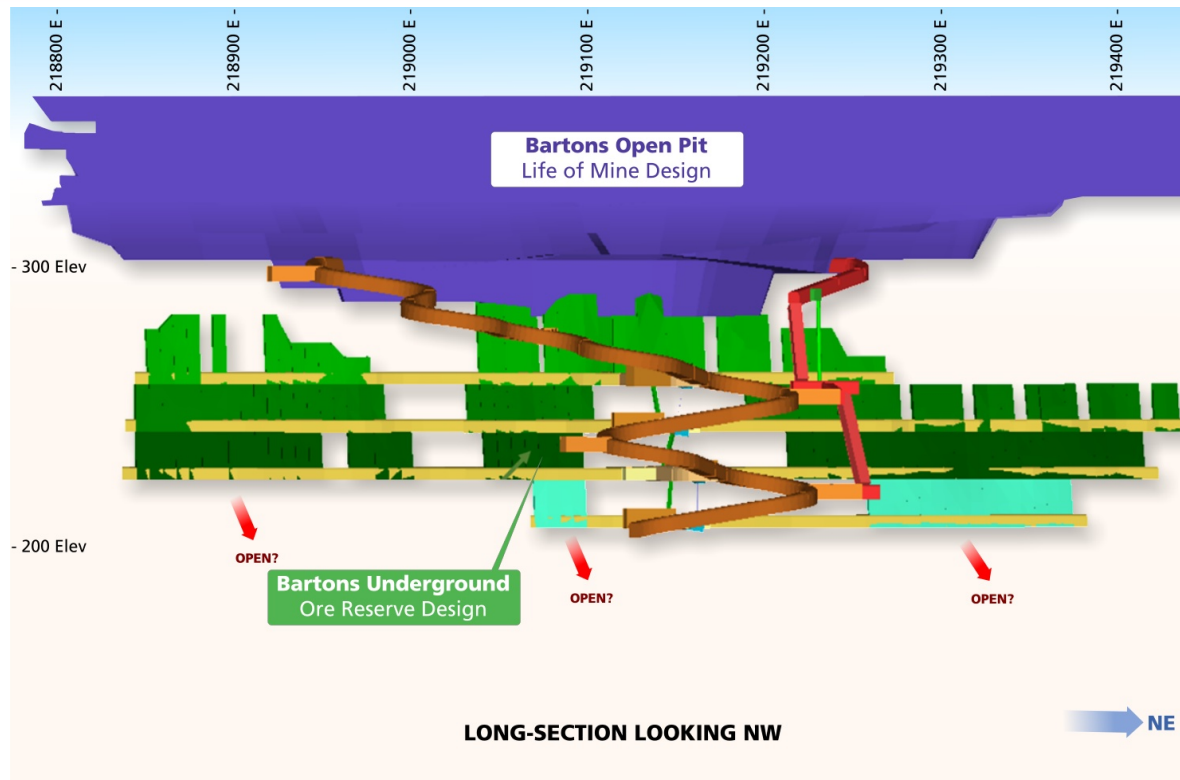 218800 E -
218900 E -
219000 E -
219100 E -
219200 E -
219300 E -
219400 E -
Bartons Open Pit
Life of Mine Design
- 300 Elev
- 200 Elev
OPEN?
Bartons Underground
Ore Reserve Design
OPEN?
OPEN?
LONG-SECTION LOOKING NW
NE